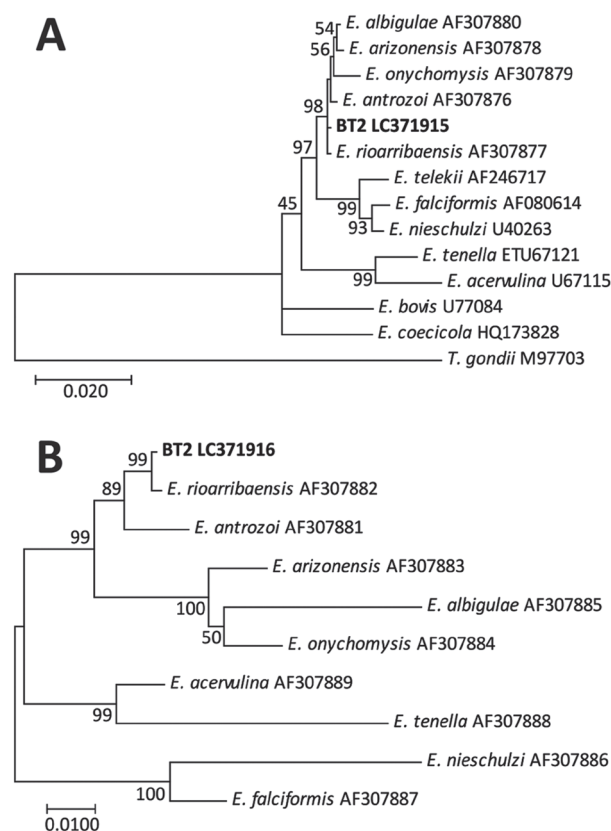 A
54
E. albigulae AF307880
56
E. arizonensis AF307878
E. onychomysis AF307879
98
E. antrozoi AF307876
BT2 LC371915
97
E. rioarribaensis AF307877
E. telekii AF246717
45
99
E. falciformis AF080614
93
E. nieschulzi U40263
E. tenella ETU67121
99
E. acervulina U67115
E. bovis U77084
E. coecicola HQ173828
T. gondii M97703
0.020
B
99
BT2 LC371916
89
E. rioarribaensis AF307882
99
E. antrozoi AF307881
E. arizonensis AF307883
100
E. albigulae AF307885
50
E. onychomysis AF307884
E. acervulina AF307889
99
E. tenella AF307888
E. nieschulzi AF307886
100
E. falciformis AF307887
0.0100